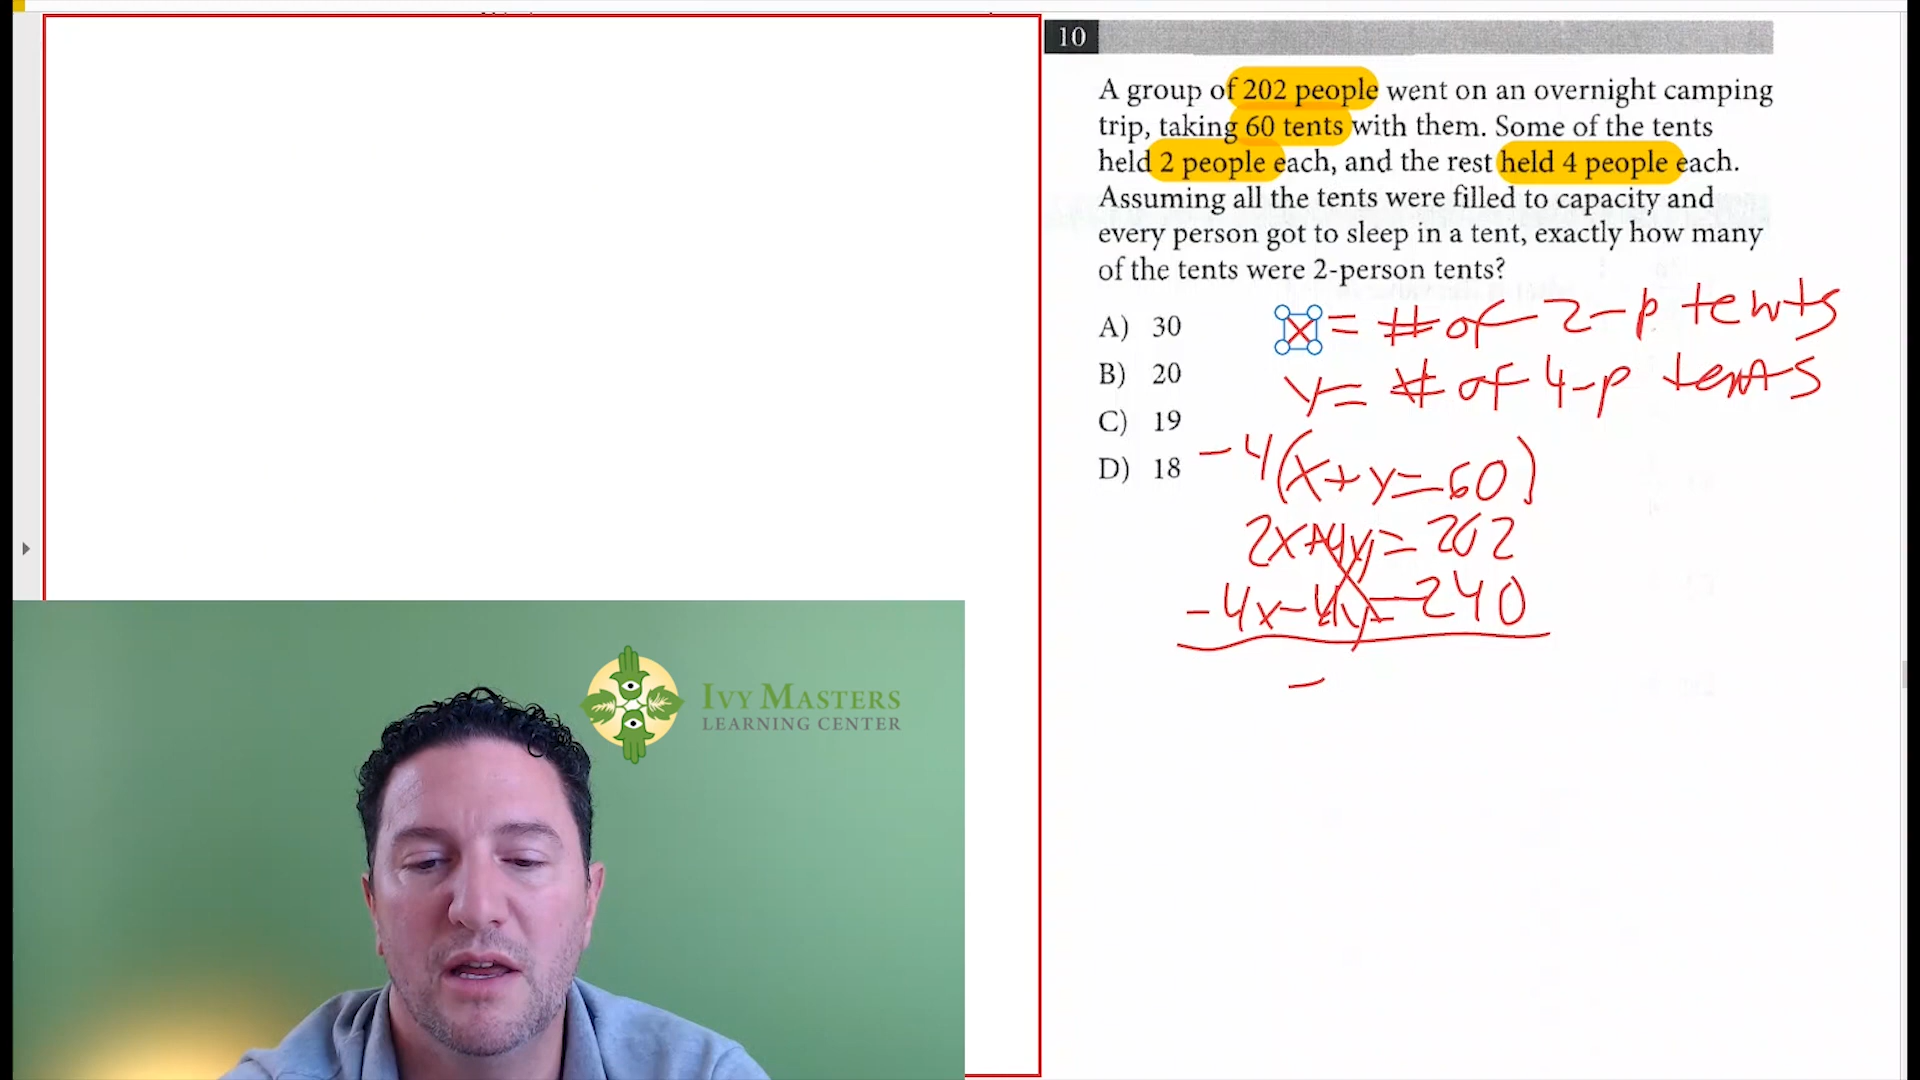 10
A group of 202 people went on an overnight camping
trip, taking 60 tents with them. Some of the tents
held 2 people each, and the rest held 4 people each.
Assuming all the tents were filled to capacity and
every person got to sleep in a tent, exactly how many
of the tents were 2-person tents?
A) 30
B) 20
C) 19
D) 18
x = # of 2-p tents
y = # of 4-p tents
-4(x+y=60)
2x+4y=202
-4x-4y=-240
-
IVY MASTERS
LEARNING CENTER